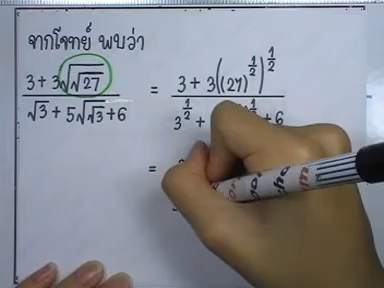 จากโจทย์ พบว่า
3 + 3√√27 / √3 + 5√√3 + 6 = 3 + 3((27)^1/2)^1/2 / 3^1/2 + + 6
=